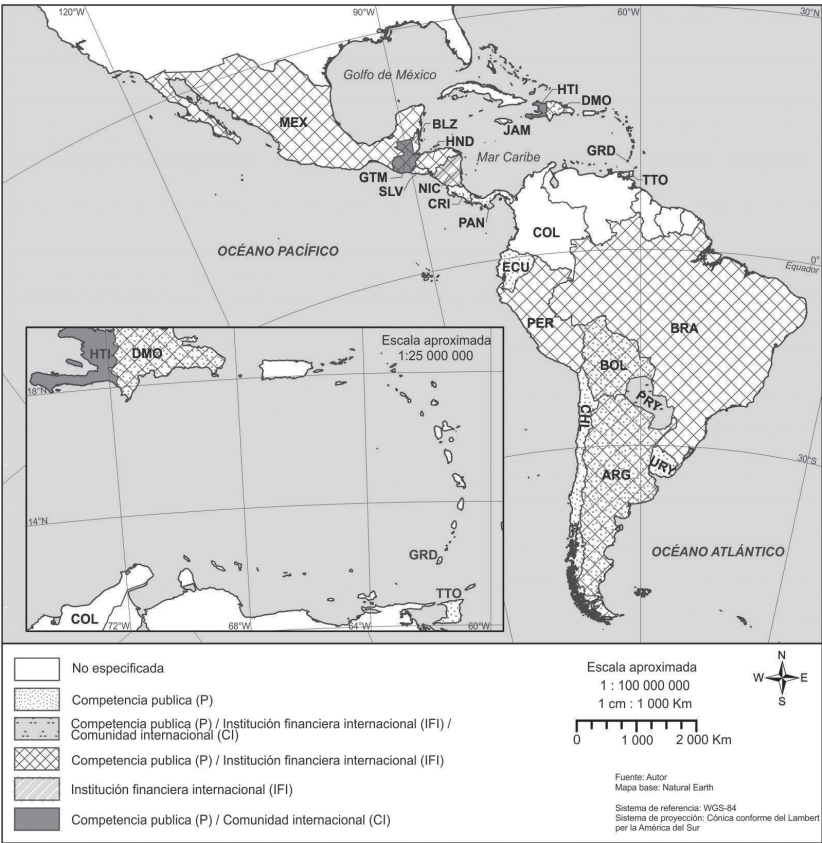 120°W
90°W
60°W
30°N
Golfo de México
HTI
DMO
MEX
BLZ
JAM
HND
Mar Caribe
GRD
GTM
SLV
NIC
TTO
CRI
PAN
COL
OCÉANO PACÍFICO
0°
Equador
ECU
PER
BRA
BOL
PRY
CHL
30°S
ARG
URY
OCÉANO ATLÁNTICO
Escala aproximada
1:25 000 000
HTI
DMO
18°N
14°N
GRD
TTO
COL
72°W
68°W
64°W
60°W
No especificada
Competencia publica (P)
Competencia publica (P) / Institución financiera internacional (IFI) /
Comunidad internacional (CI)
Competencia publica (P) / Institución financiera internacional (IFI)
Institución financiera internacional (IFI)
Competencia publica (P) / Comunidad internacional (CI)
Escala aproximada
1 : 100 000 000
1 cm : 1 000 Km
0 1 000 2 000 Km
N
W E
S
Fuente: Autor
Mapa base: Natural Earth
Sistema de referencia: WGS-84
Sistema de proyección: Cónica conforme del Lambert
per la América del Sur